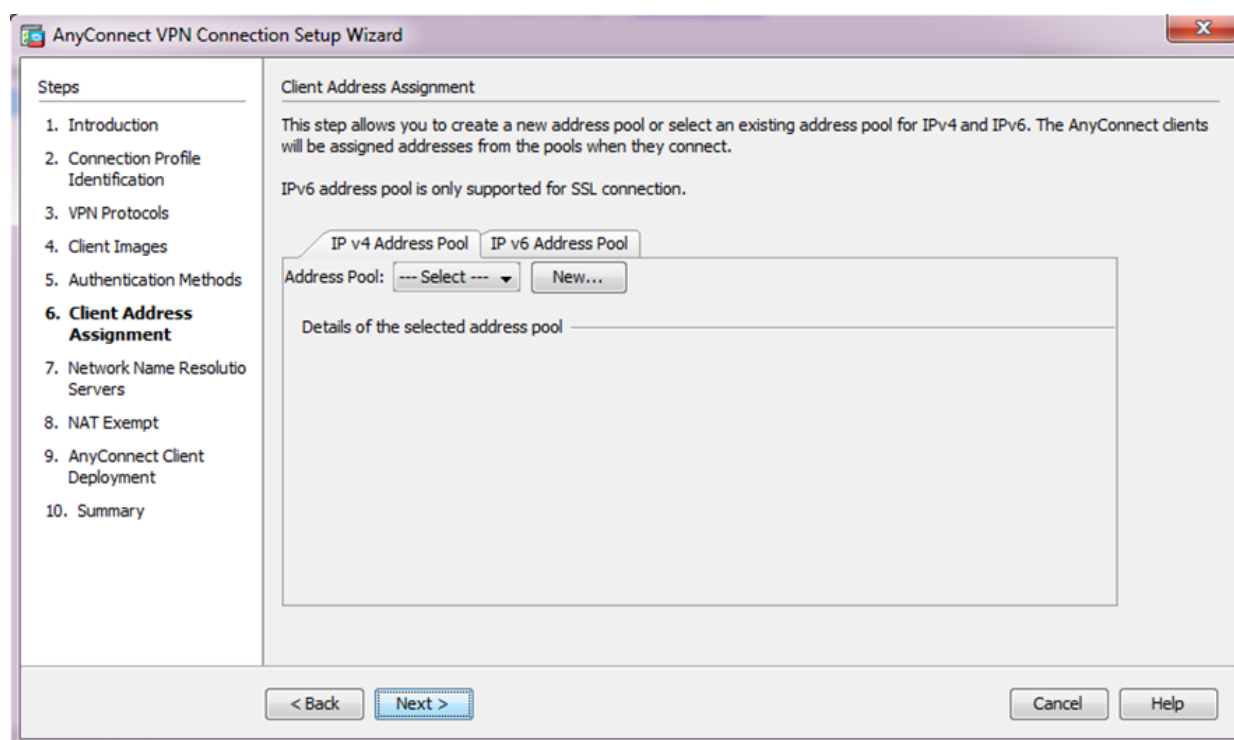 AnyConnect VPN Connection Setup Wizard
Steps
1. Introduction
2. Connection Profile
Identification
3. VPN Protocols
4. Client Images
5. Authentication Methods
6. Client Address
Assignment
7. Network Name Resolutio
Servers
8. NAT Exempt
9. AnyConnect Client
Deployment
10. Summary
Client Address Assignment
This step allows you to create a new address pool or select an existing address pool for IPv4 and IPv6. The AnyConnect clients
will be assigned addresses from the pools when they connect.
IPv6 address pool is only supported for SSL connection.
IP v4 Address Pool IP v6 Address Pool
Address Pool: --- Select --- New...
Details of the selected address pool
< Back Next > Cancel Help